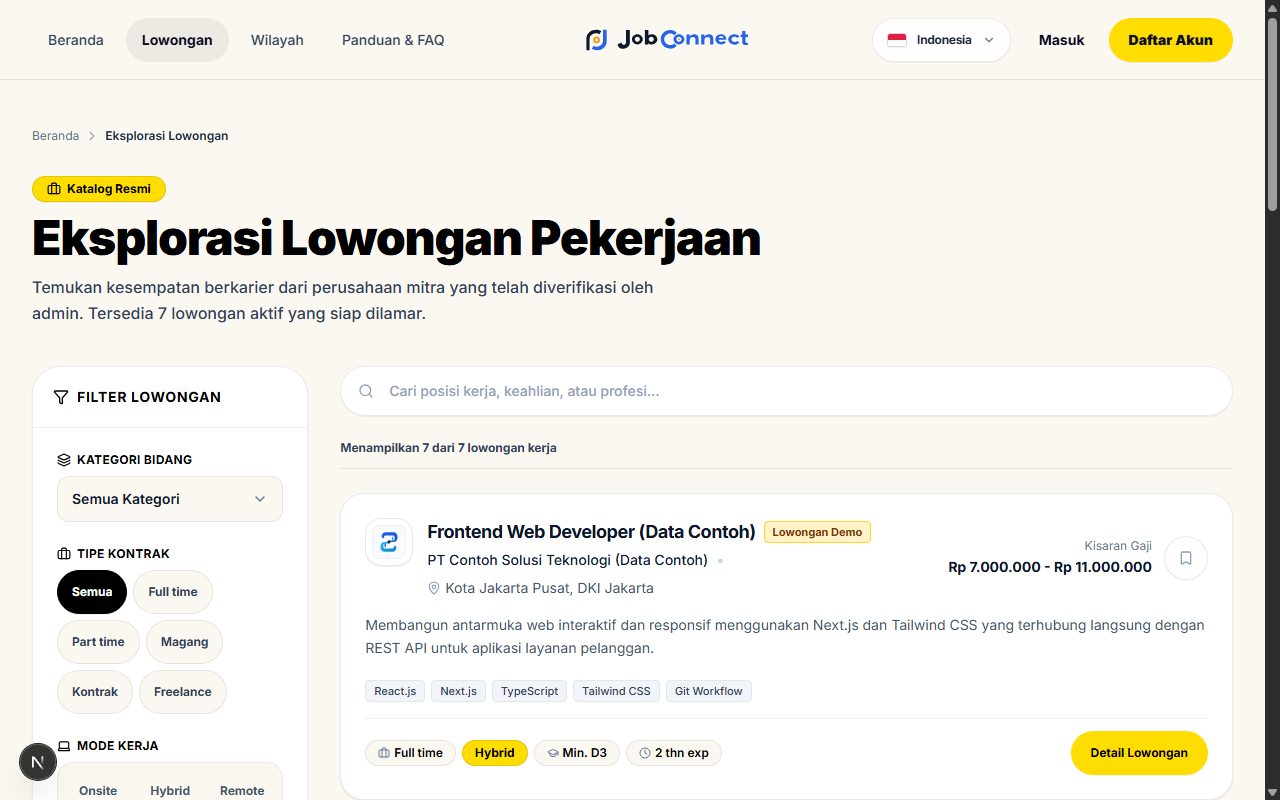 Beranda
Lowongan
Wilayah
Panduan & FAQ
JobConnect
Indonesia
Masuk
Daftar Akun
Beranda
Eksplorasi Lowongan
Katalog Resmi
Eksplorasi Lowongan Pekerjaan
Temukan kesempatan berkarier dari perusahaan mitra yang telah diverifikasi oleh
admin. Tersedia 7 lowongan aktif yang siap dilamar.
FILTER LOWONGAN
KATEGORI BIDANG
Semua Kategori
TIPE KONTRAK
Semua
Full time
Part time
Magang
Kontrak
Freelance
MODE KERJA
Onsite
Hybrid
Remote
N
Cari posisi kerja, keahlian, atau profesi...
Menampilkan 7 dari 7 lowongan kerja
Frontend Web Developer (Data Contoh)
Lowongan Demo
PT Contoh Solusi Teknologi (Data Contoh)
Kota Jakarta Pusat, DKI Jakarta
Kisaran Gaji
Rp 7.000.000 - Rp 11.000.000
Membangun antarmuka web interaktif dan responsif menggunakan Next.js dan Tailwind CSS yang terhubung langsung dengan
REST API untuk aplikasi layanan pelanggan.
React.js
Next.js
TypeScript
Tailwind CSS
Git Workflow
Full time
Hybrid
Min. D3
2 thn exp
Detail Lowongan